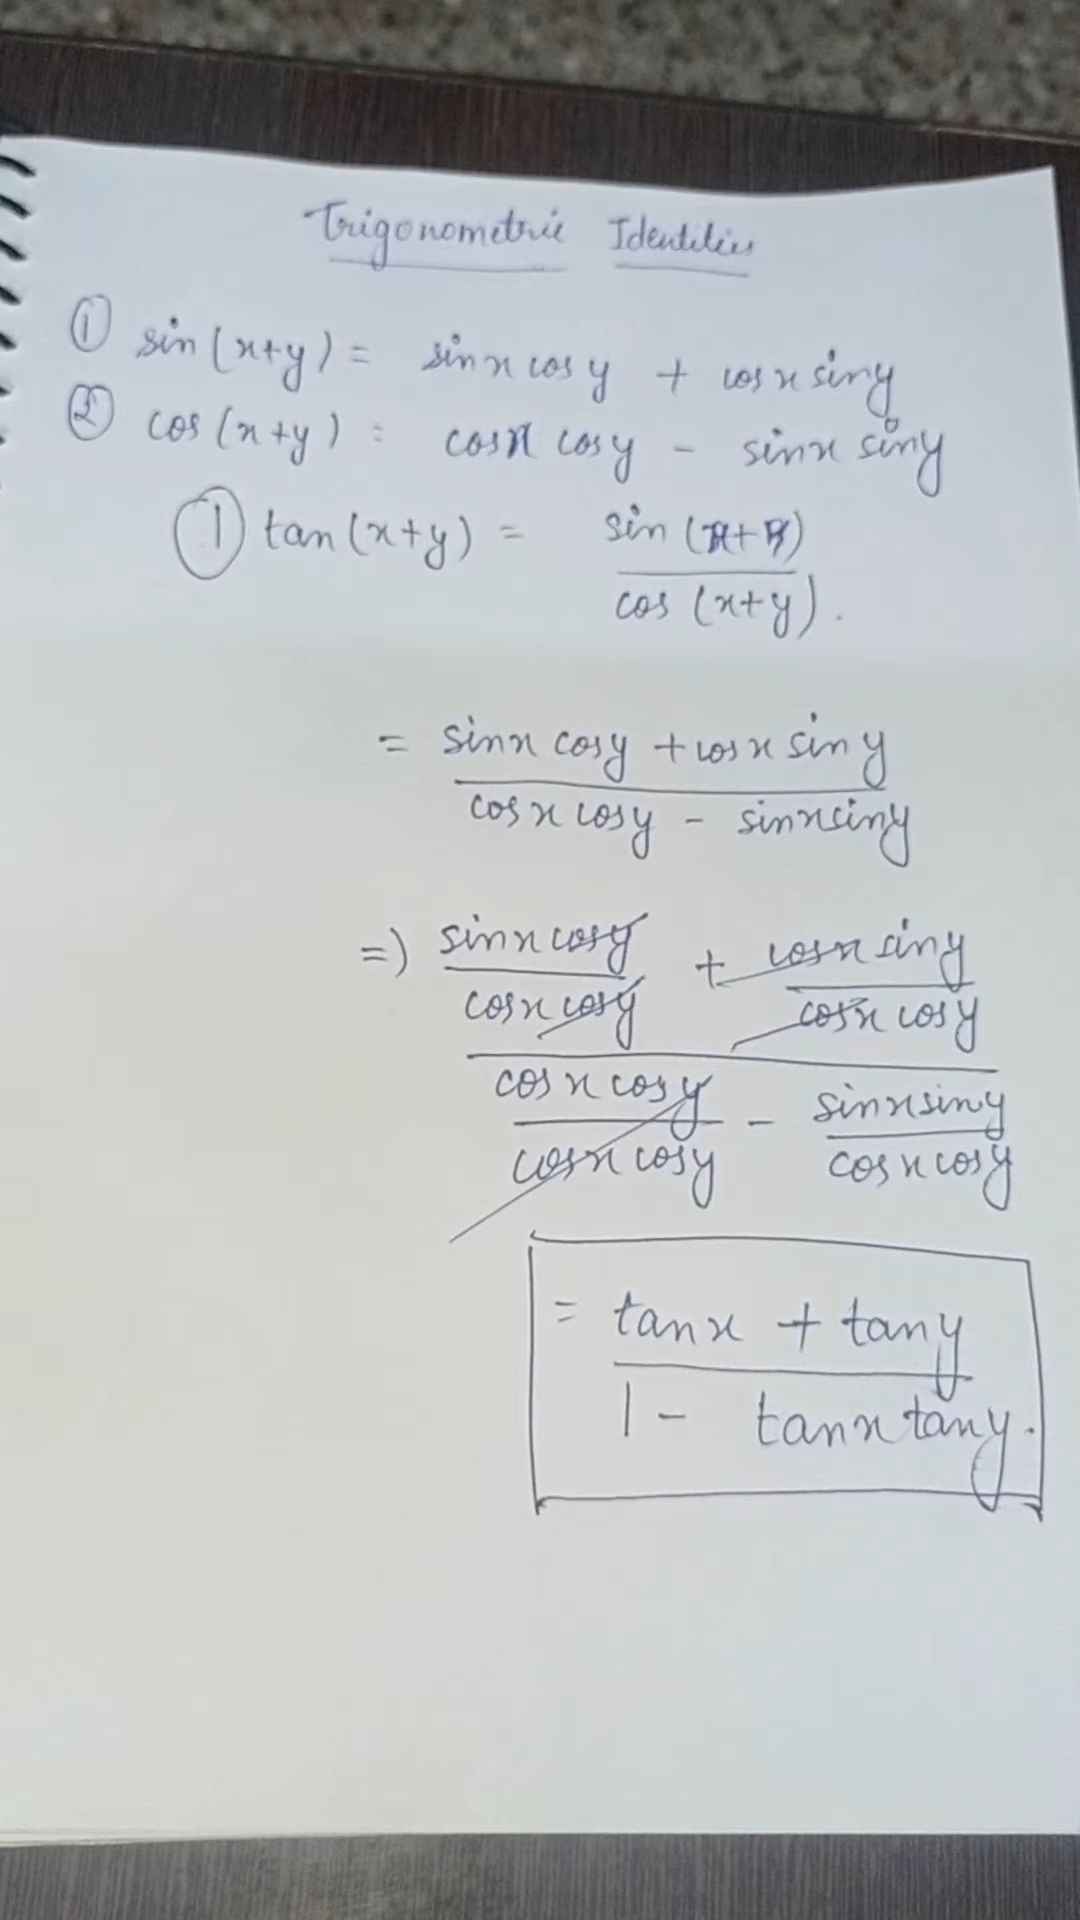 Trigonometric Identities
① sin (x+y) = sinx cosy + cosx siny
② cos (x+y) = cosx cosy - sinx siny
① tan (x+y) = sin (x+y)
cos (x+y).
= sinx cosy + cosx siny
cosx cosy - sinx siny
=) sinx cosy + cosx siny
cosx cosy cosx cosy
cosx cosy - sinx siny
cosx cosy cosx cosy
= tanx + tany
1 - tanx tany.